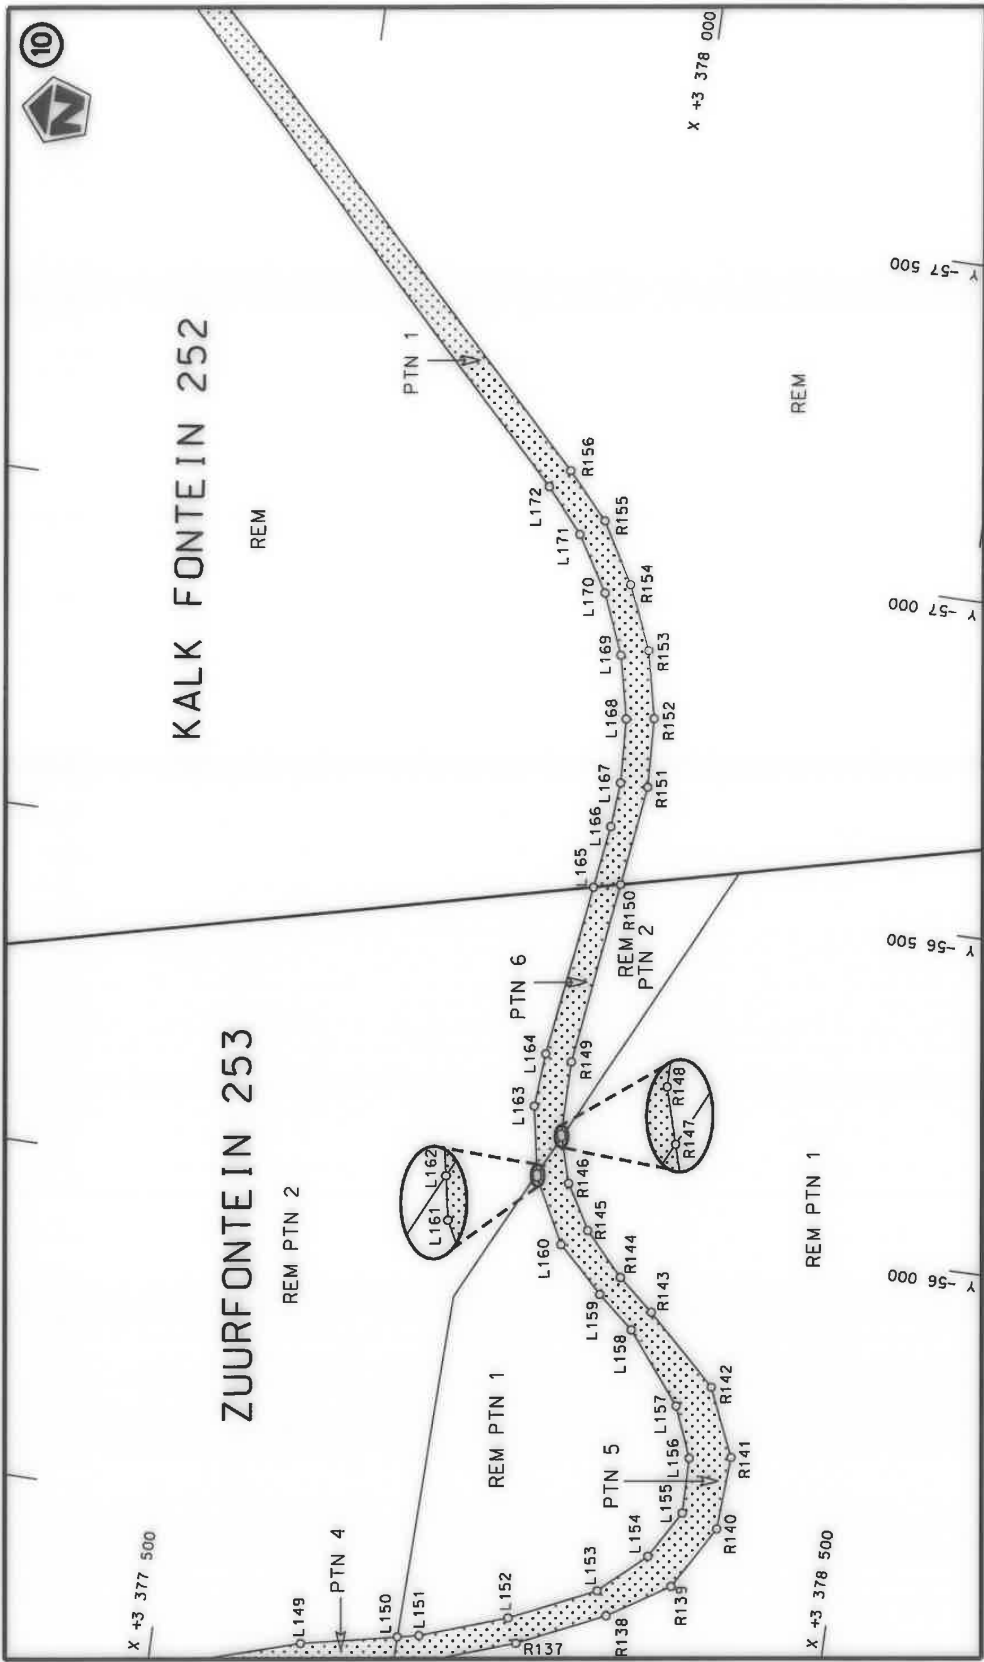 10
N
X +3 378 000
KALK FONTEIN 252
REM
PTN 1
REM
Y -57 500
Y -57 000
L172
L171
L170
L169
L168
L167
L166
L165
R156
R155
R154
R153
R152
R151
R150
REM
PTN 2
Y -56 500
ZUURFONTEIN 253
REM PTN 2
PTN 6
L164
L163
L162
L161
L160
L159
L158
L157
L156
L155
L154
L153
L152
L151
L150
L149
R149
R148
R147
R146
R145
R144
R143
R142
R141
R140
R139
R138
R137
REM PTN 1
REM PTN 1
PTN 5
PTN 4
Y -56 000
X +3 377 500
X +3 378 500